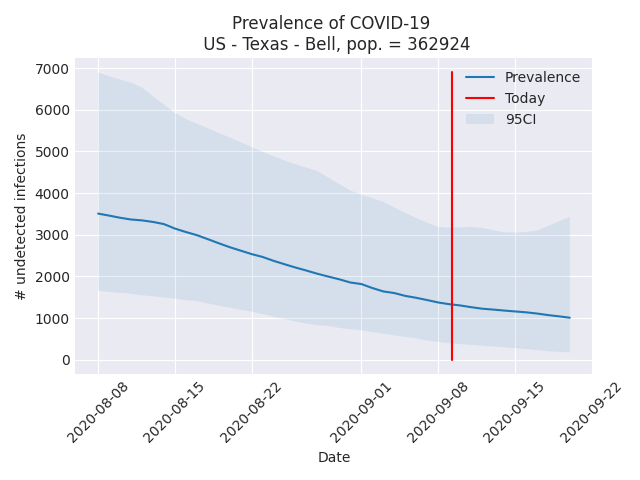 Prevalence of COVID-19
US - Texas - Bell, pop. = 362924
7000
6000
5000
4000
3000
2000
1000
0
# undetected infections
Prevalence
Today
95CI
2020-08-08
2020-08-15
2020-08-22
2020-09-01
2020-09-08
2020-09-15
2020-09-22
Date